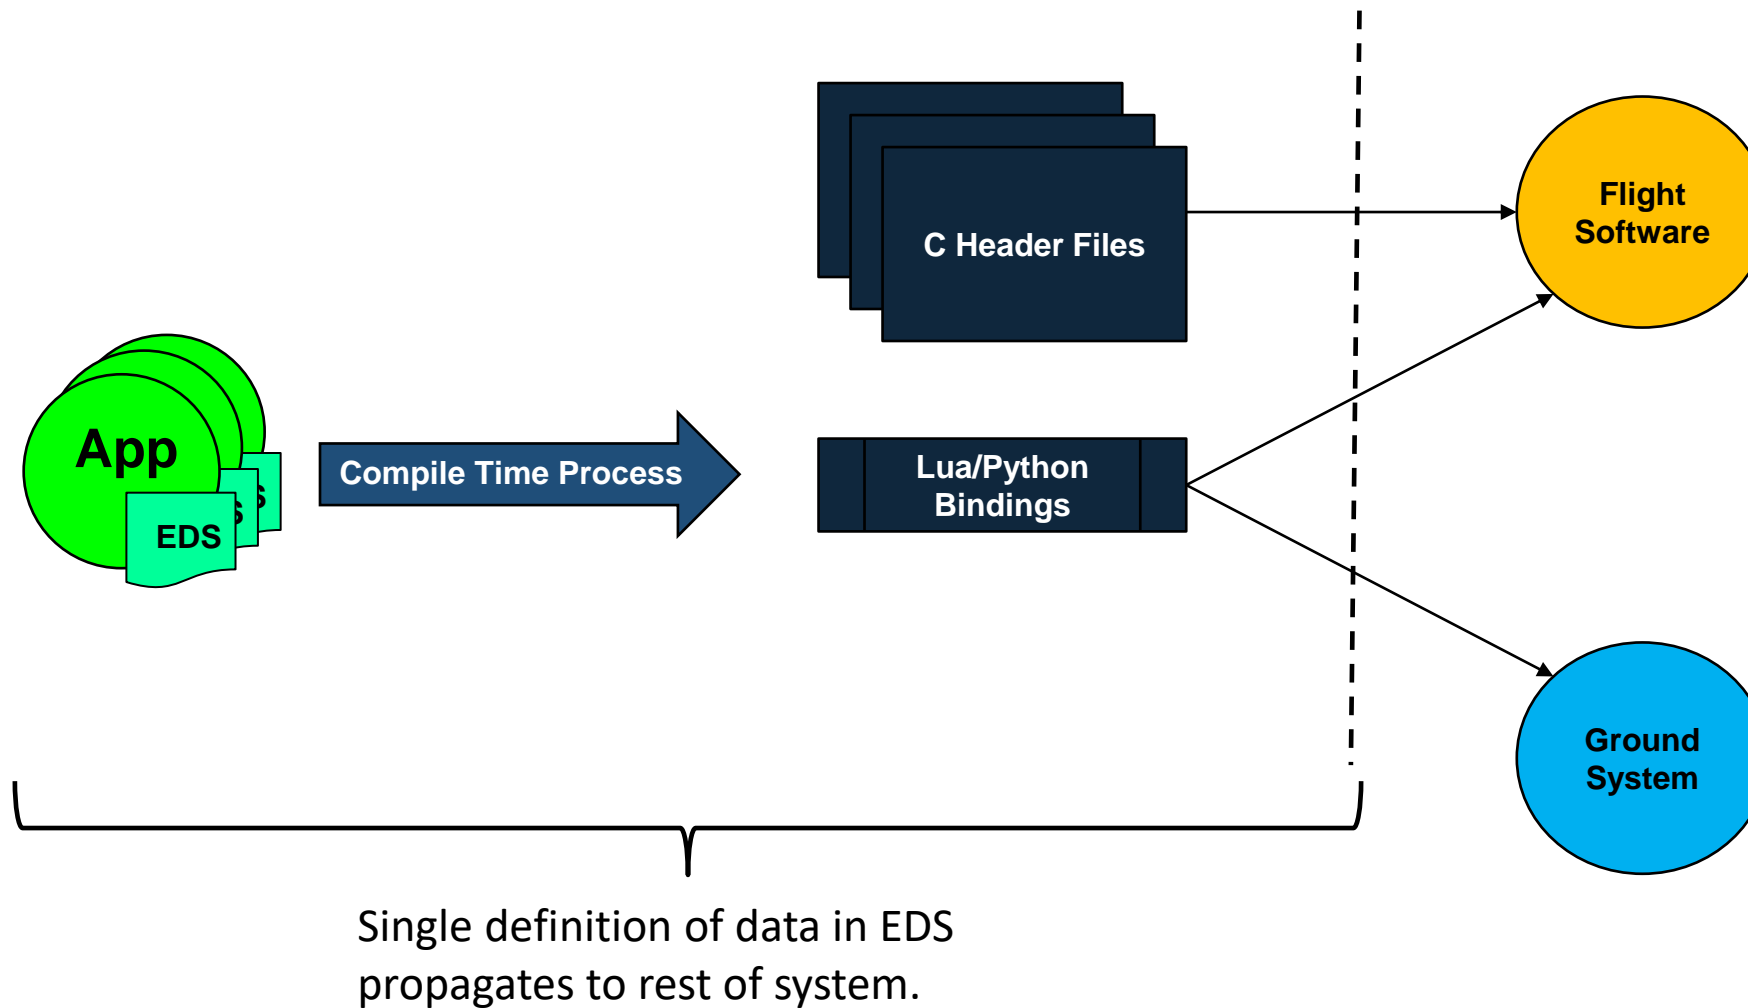 C Header Files
Flight
Software
App
EDS
S
S
Compile Time Process
Lua/Python
Bindings
Ground
System
Single definition of data in EDS
propagates to rest of system.